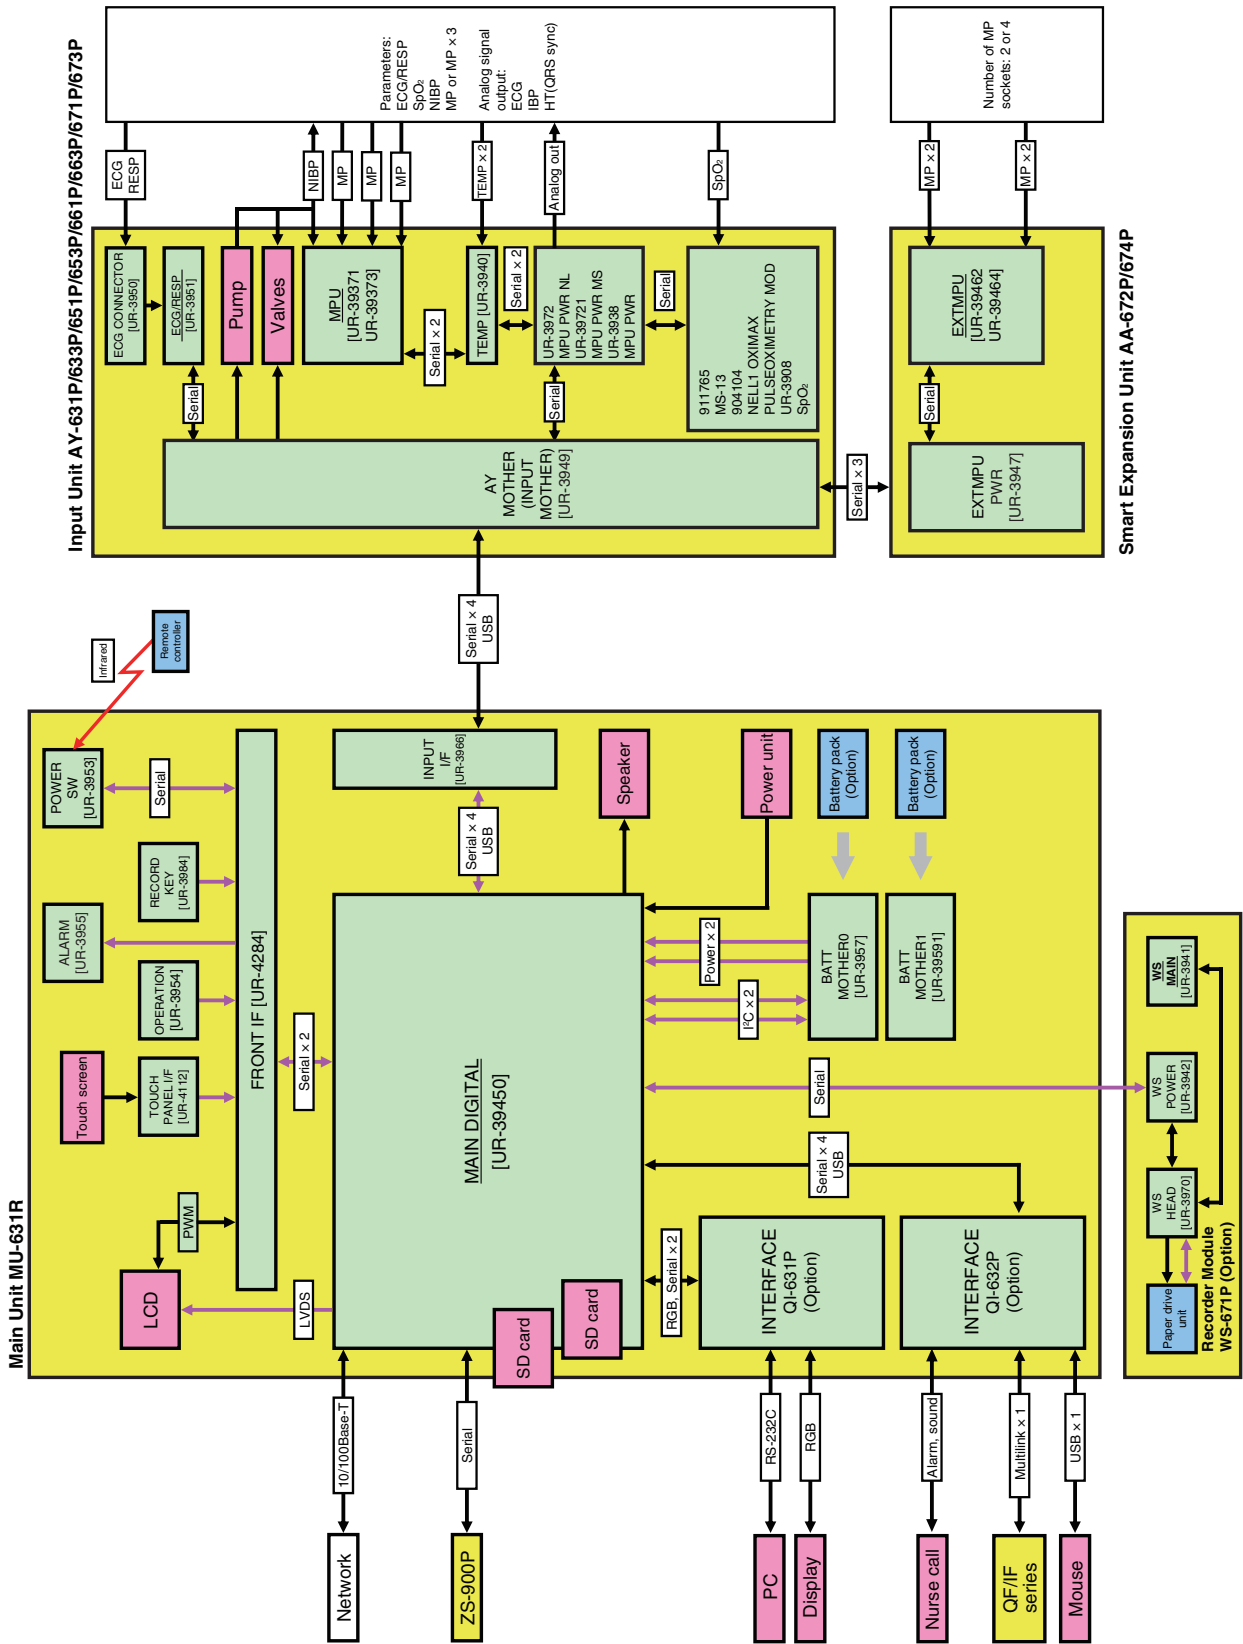 Main Unit MU-631R
Input Unit AY-631P/633P/651P/653P/661P/663P/671P/673P
Smart Expansion Unit AA-672P/674P
Recorder Module
WS-671P (Option)
LCD
PWM
LVDS
Touch screen
TOUCH
PANEL I/F
[UR-4112]
OPERATION
[UR-3954]
ALARM
[UR-3955]
RECORD
KEY
[UR-3984]
POWER
SW
[UR-3953]
Serial
Infrared
Remote
controller
FRONT IF [UR-4284]
Serial × 2
MAIN DIGITAL
[UR-39450]
SD card
SD card
INPUT
I/F
[UR-3966]
Serial × 4
USB
Serial × 4
USB
Speaker
Power unit
Battery pack
(Option)
Battery pack
(Option)
BATT
MOTHER0
[UR-3957]
BATT
MOTHER1
[UR-39591]
Power × 2
I²C × 2
Serial
Serial × 4
USB
RGB, Serial × 2
INTERFACE
QI-631P
(Option)
INTERFACE
QI-632P
(Option)
10/100Base-T
Network
Serial
ZS-900P
RS-232C
PC
RGB
Display
Alarm, sound
Nurse call
Multilink × 1
QF/IF
series
USB × 1
Mouse
WS
MAIN
[UR-3941]
WS
POWER
[UR-3942]
WS
HEAD
[UR-3970]
Paper drive
unit
ECG
RESP
NIBP
MP
MP
MP
TEMP × 2
Analog out
SpO₂
Parameters:
ECG/RESP
SpO₂
NIBP
MP or MP × 3
Analog signal
output:
ECG
IBP
HT(QRS sync)
ECG CONNECTOR
[UR-3950]
ECG/RESP
[UR-3951]
Pump
Valves
MPU
[UR-39371
UR-39373]
TEMP [UR-3940]
UR-3972
MPU PWR NL
UR-39721
MPU PWR MS
UR-3938
MPU PWR
911765
MS-13
904104
NELL1 OXIMAX
PULSEOXIMETRY MOD
UR-3908
SpO₂
Serial
Serial × 2
Serial × 2
Serial
Serial
AY
MOTHER
(INPUT
MOTHER)
[UR-3949]
Serial × 3
Number of MP
sockets: 2 or 4
MP × 2
MP × 2
EXTMPU
[UR-39462
UR-39464]
Serial
EXTMPU
PWR
[UR-3947]